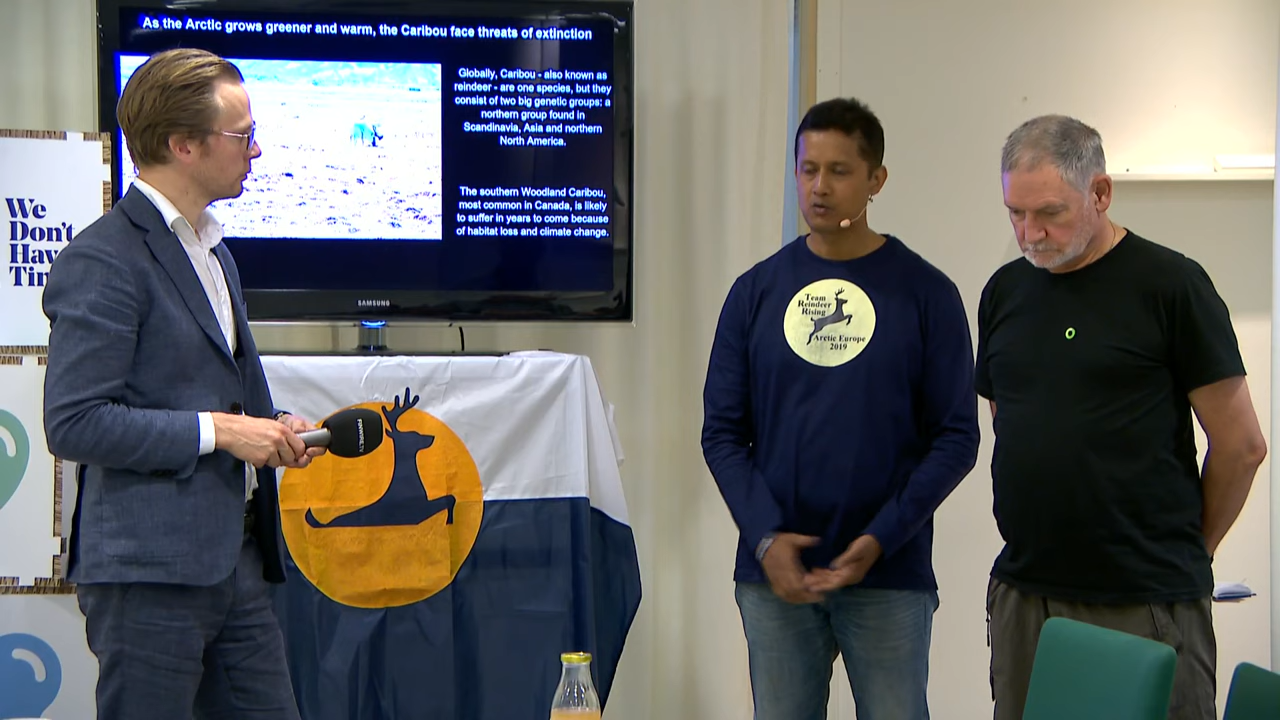 As the Arctic grows greener and warm, the Caribou face threats of extinction
Globally, Caribou - also known as
reindeer - are one species, but they
consist of two big genetic groups: a
northern group found in
Scandinavia, Asia and northern
North America.
The southern Woodland Caribou,
most common in Canada, is likely
to suffer in years to come because
of habitat loss and climate change.
SAMSUNG
We
Don't
Hav
Tim
Team
Reindeer
Rising
Arctic Europe
2019